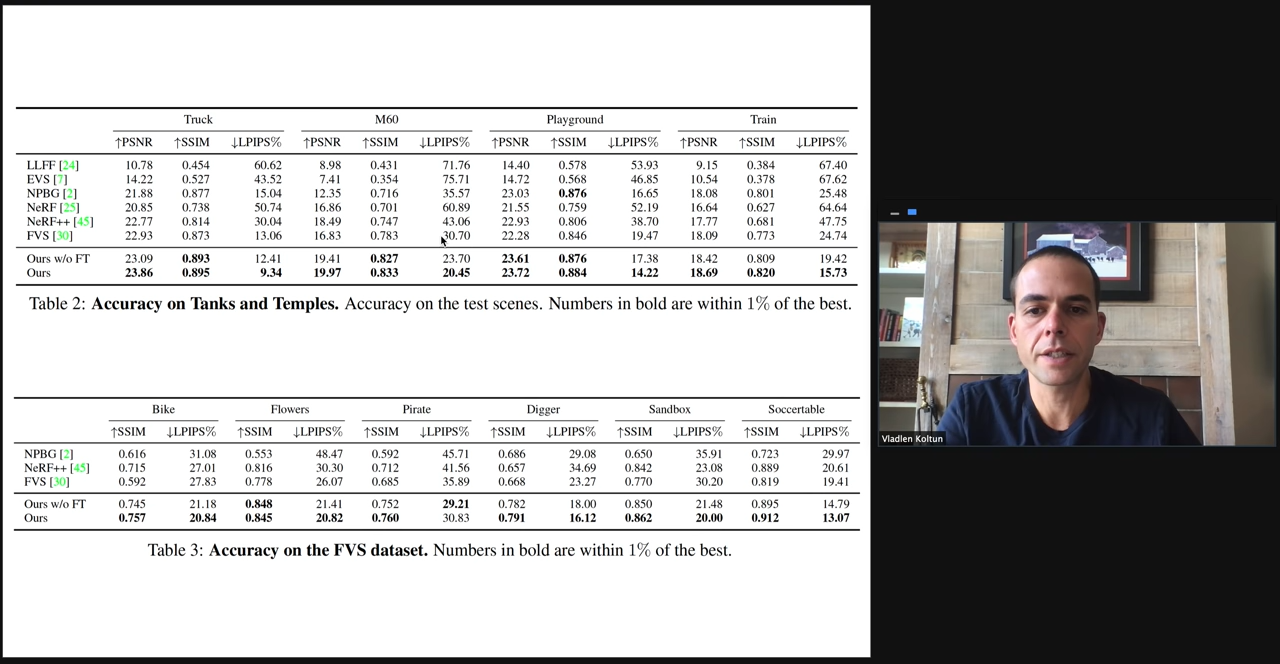 Truck M60 Playground Train
↑PSNR ↑SSIM ↓LPIPS% ↑PSNR ↑SSIM ↓LPIPS% ↑PSNR ↑SSIM ↓LPIPS% ↑PSNR ↑SSIM ↓LPIPS%
LLFF [24] 10.78 0.454 60.62 8.98 0.431 71.76 14.40 0.578 53.93 9.15 0.384 67.40
EVS [7] 14.22 0.527 43.52 7.41 0.354 75.71 14.72 0.568 46.85 10.54 0.378 67.62
NPBG [2] 21.88 0.877 15.04 12.35 0.716 35.57 23.03 0.876 16.65 18.08 0.801 25.48
NeRF [25] 20.85 0.738 50.74 16.86 0.701 60.89 21.55 0.759 52.19 16.64 0.627 64.64
NeRF++ [45] 22.77 0.814 30.04 18.49 0.747 43.06 22.93 0.806 38.70 17.77 0.681 47.75
FVS [30] 22.93 0.873 13.06 16.83 0.783 30.70 22.28 0.846 19.47 18.09 0.773 24.74
Ours w/o FT 23.09 0.893 12.41 19.41 0.827 23.70 23.61 0.876 17.38 18.42 0.809 19.42
Ours 23.86 0.895 9.34 19.97 0.833 20.45 23.72 0.884 14.22 18.69 0.820 15.73
Table 2: Accuracy on Tanks and Temples. Accuracy on the test scenes. Numbers in bold are within 1% of the best.
Bike Flowers Pirate Digger Sandbox Soccertable
↑SSIM ↓LPIPS% ↑SSIM ↓LPIPS% ↑SSIM ↓LPIPS% ↑SSIM ↓LPIPS% ↑SSIM ↓LPIPS% ↑SSIM ↓LPIPS%
NPBG [2] 0.616 31.08 0.553 48.47 0.592 45.71 0.686 29.08 0.650 35.91 0.723 29.97
NeRF++ [45] 0.715 27.01 0.816 30.30 0.712 41.56 0.657 34.69 0.842 23.08 0.889 20.61
FVS [30] 0.592 27.83 0.778 26.07 0.685 35.89 0.668 23.27 0.770 30.20 0.819 19.41
Ours w/o FT 0.745 21.18 0.848 21.41 0.752 29.21 0.782 18.00 0.850 21.48 0.895 14.79
Ours 0.757 20.84 0.845 20.82 0.760 30.83 0.791 16.12 0.862 20.00 0.912 13.07
Table 3: Accuracy on the FVS dataset. Numbers in bold are within 1% of the best.
Vladlen Koltun